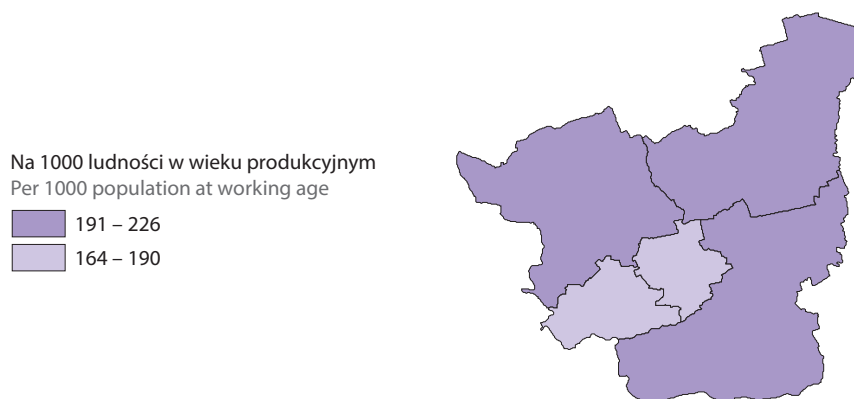 Na 1000 ludności w wieku produkcyjnym
Per 1000 population at working age
191 – 226
164 – 190